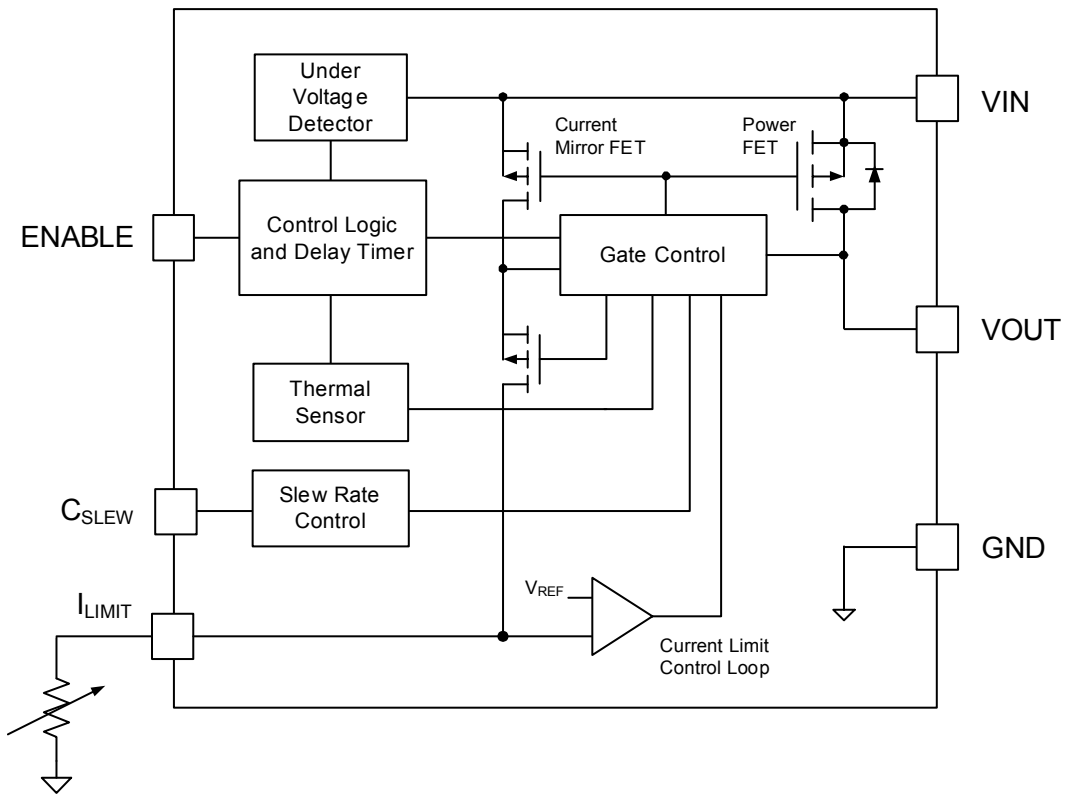 Under
Voltage
Detector
VIN
Current
Mirror FET
Power
FET
ENABLE
Control Logic
and Delay Timer
Gate Control
VOUT
Thermal
Sensor
CSLEW
Slew Rate
Control
GND
ILIMIT
VREF
Current Limit
Control Loop